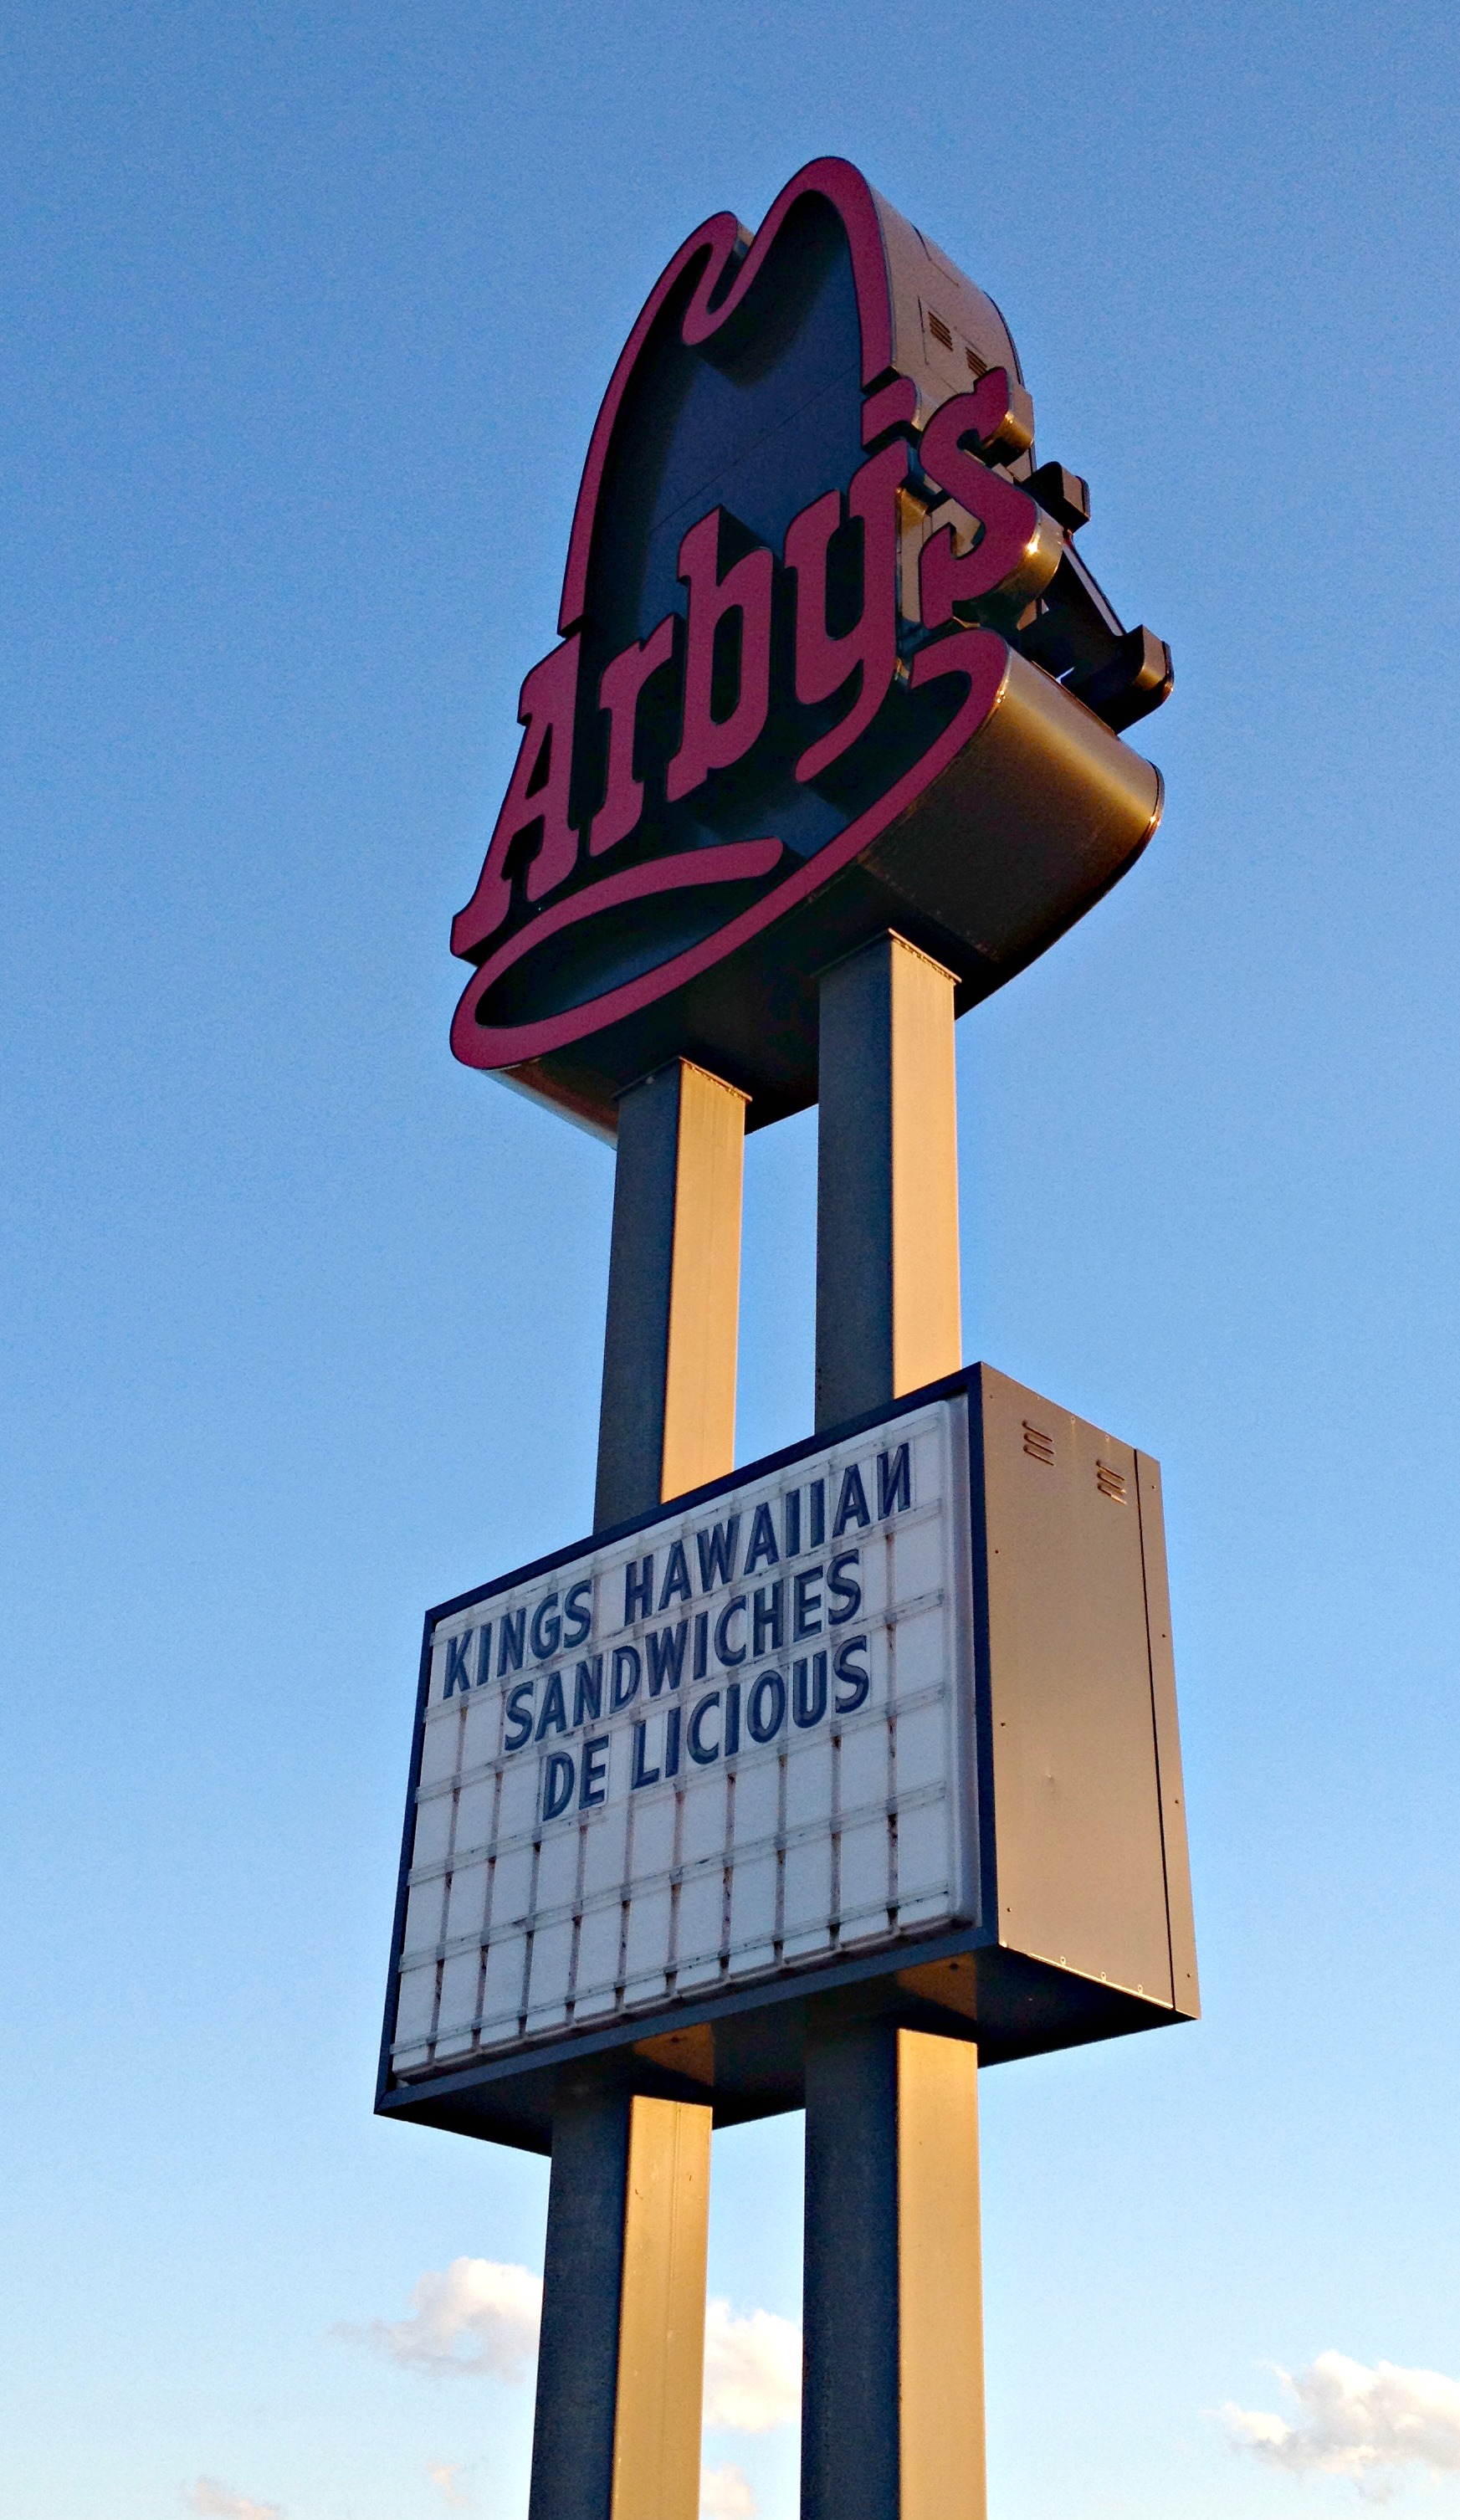 Arby's
KINGS HAWAIIAN
SANDWICHES
DE LICIOUS